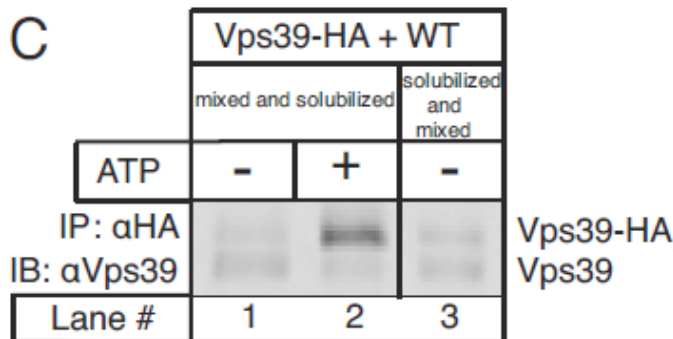 C
Vps39-HA + WT
mixed and solubilized
solubilized
and
mixed
ATP - + -
IP: αHA
Vps39-HA
IB: αVps39
Vps39
Lane # 1 2 3